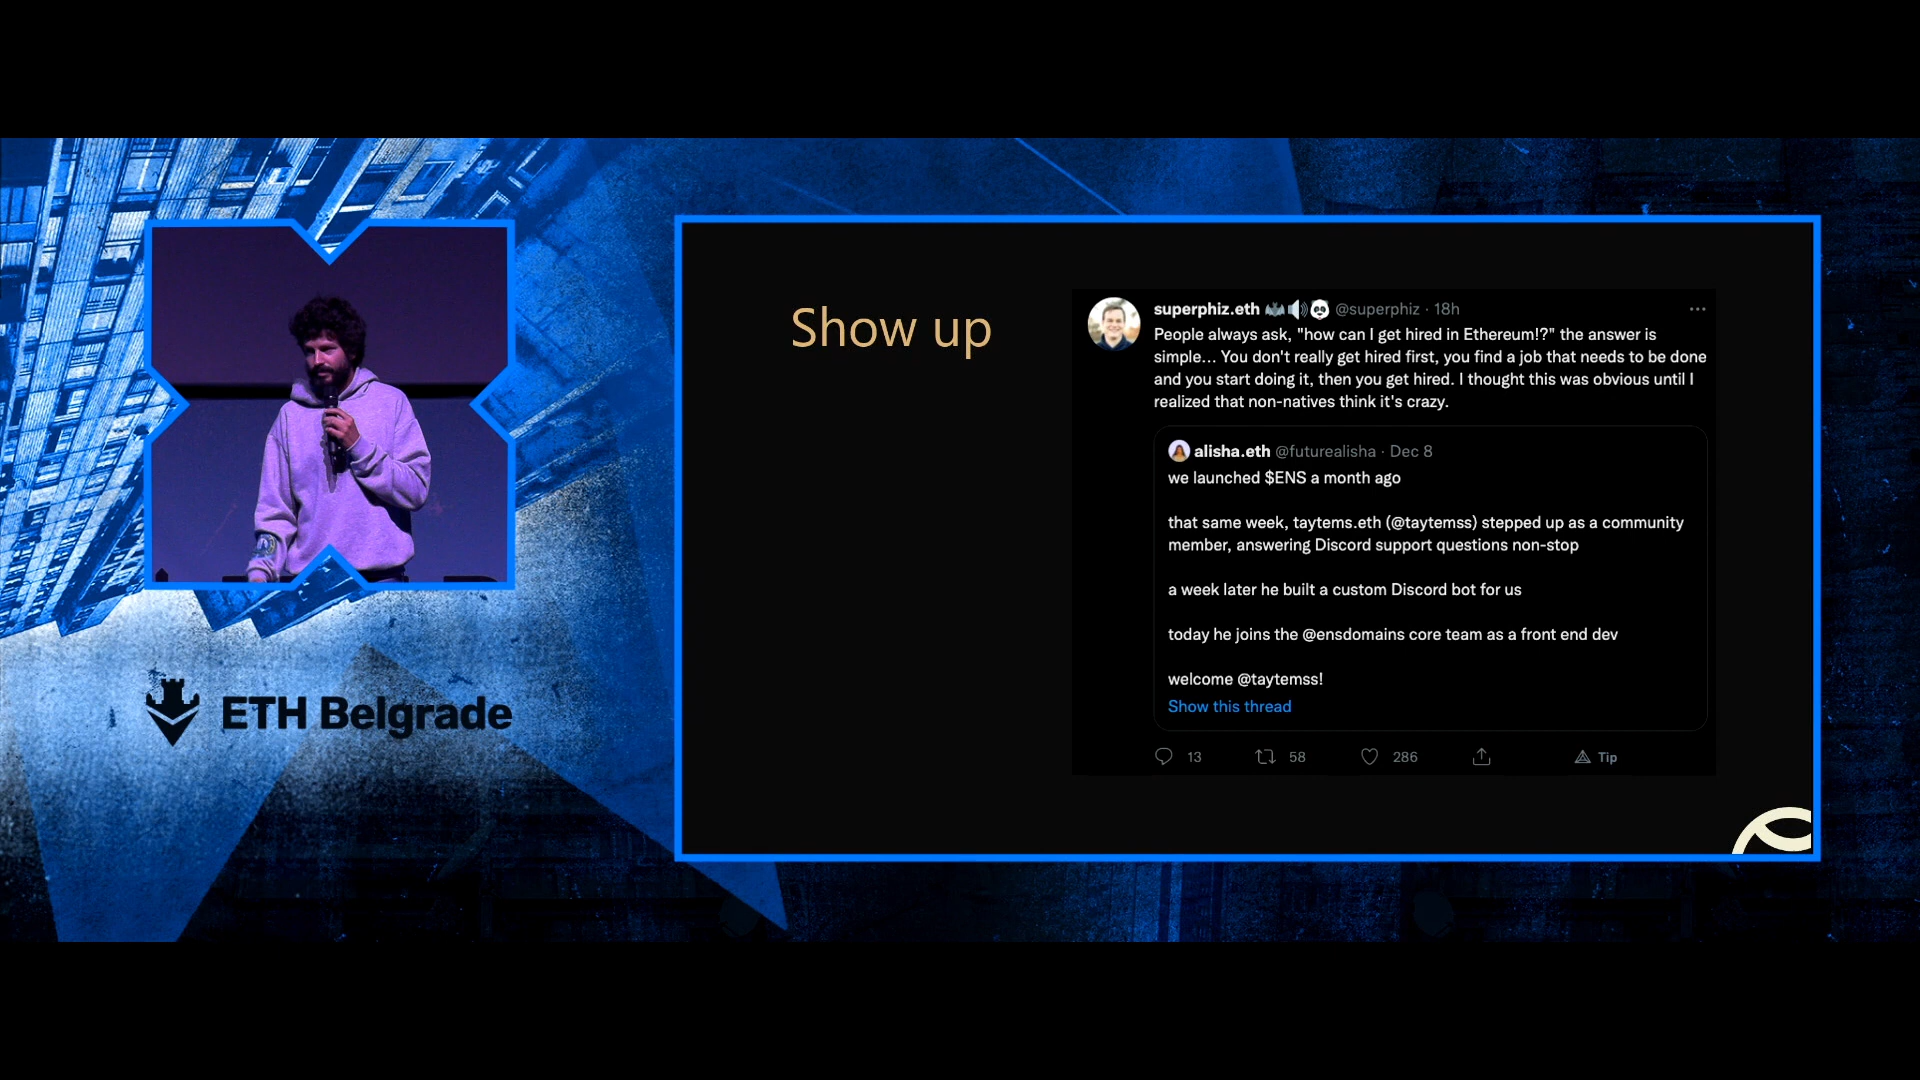 Show up
superphiz.eth 🦇🔊🐼 @superphiz · 18h
People always ask, "how can I get hired in Ethereum!?" the answer is
simple... You don't really get hired first, you find a job that needs to be done
and you start doing it, then you get hired. I thought this was obvious until I
realized that non-natives think it's crazy.
alisha.eth @futurealisha · Dec 8
we launched $ENS a month ago
that same week, taytems.eth (@taytemss) stepped up as a community
member, answering Discord support questions non-stop
a week later he built a custom Discord bot for us
today he joins the @ensdomains core team as a front end dev
welcome @taytemss!
Show this thread
13 58 286 Tip
ETH Belgrade